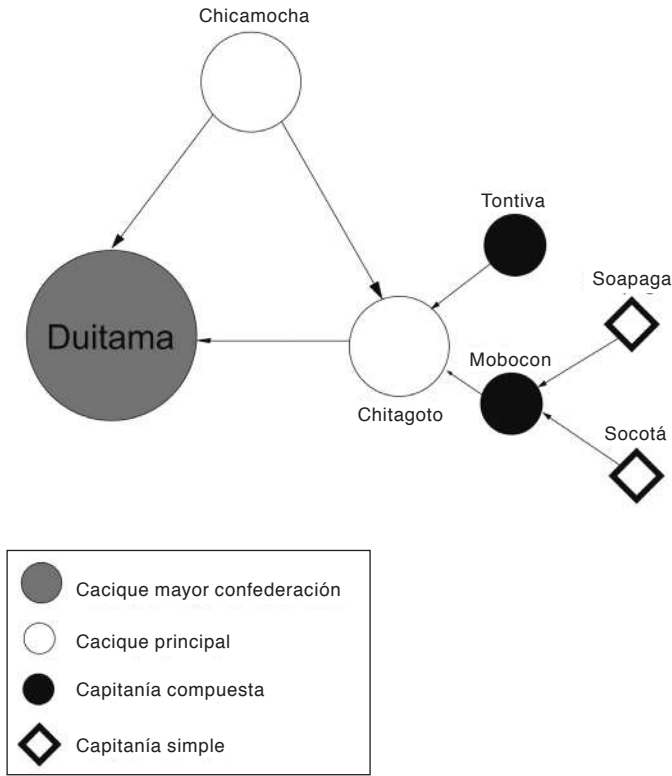 Chicamocha
Tontiva
Soapaga
Duitama
Mobocon
Chitagoto
Socotá
Cacique mayor confederación
Cacique principal
Capitanía compuesta
Capitanía simple